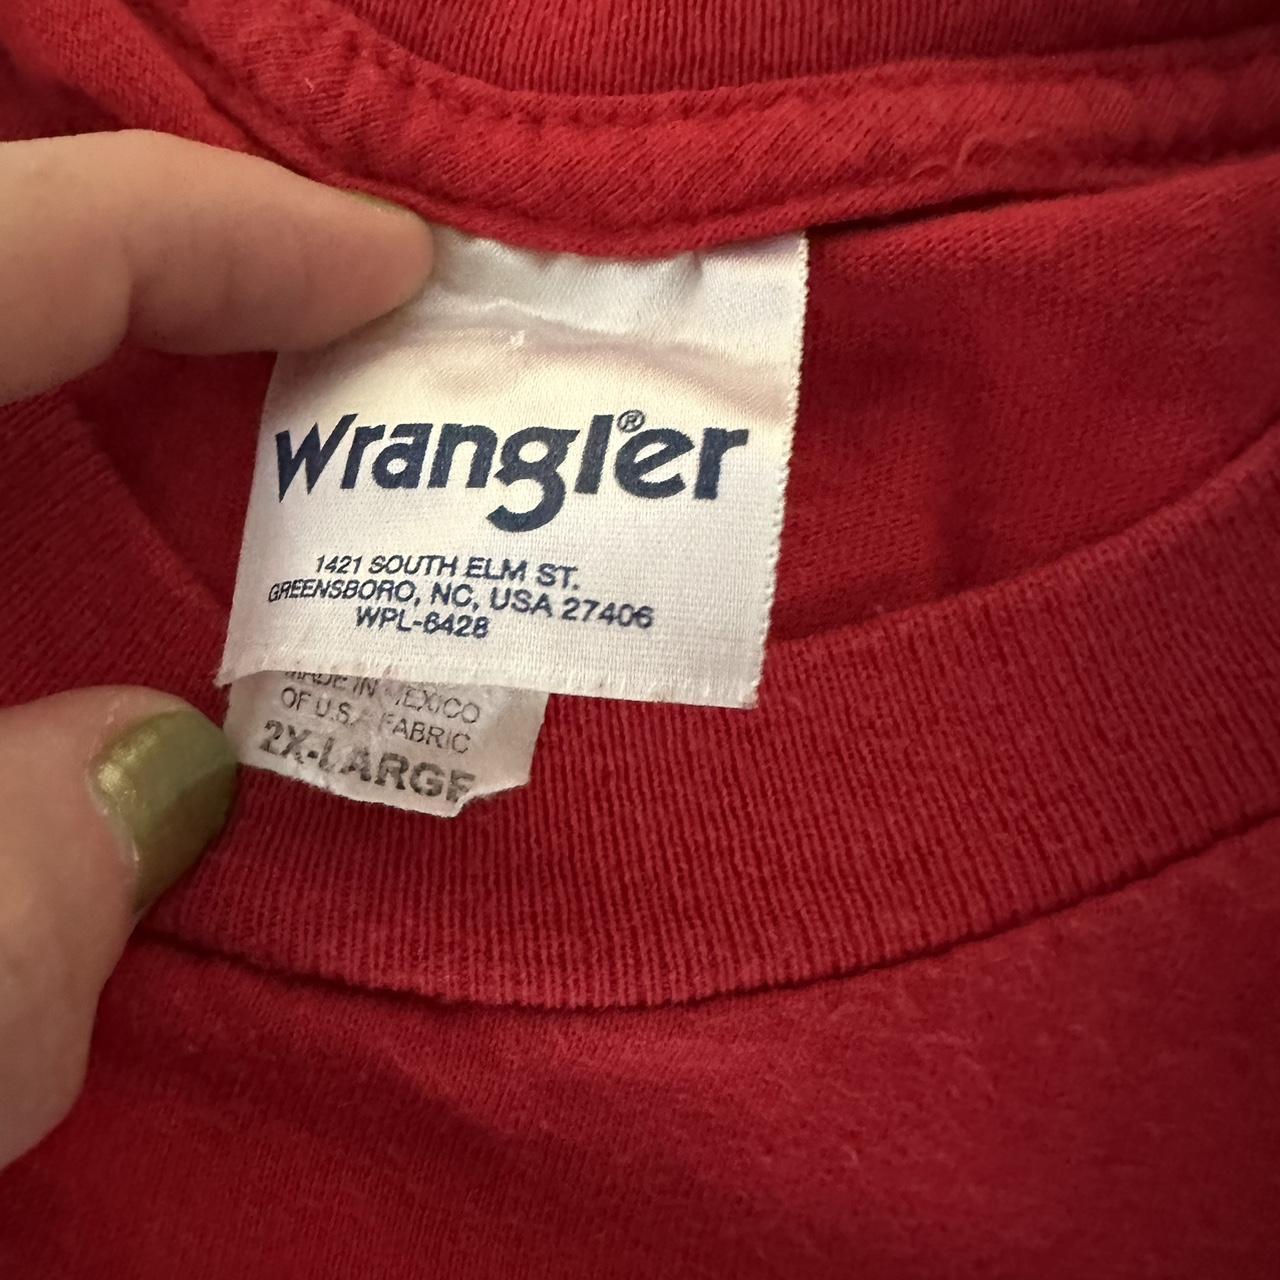 Wrangler®
1421 SOUTH ELM ST.
GREENSBORO, NC, USA 27406
WPL-6428
MADE IN MEXICO
OF U.S.A FABRIC
2X-LARGE